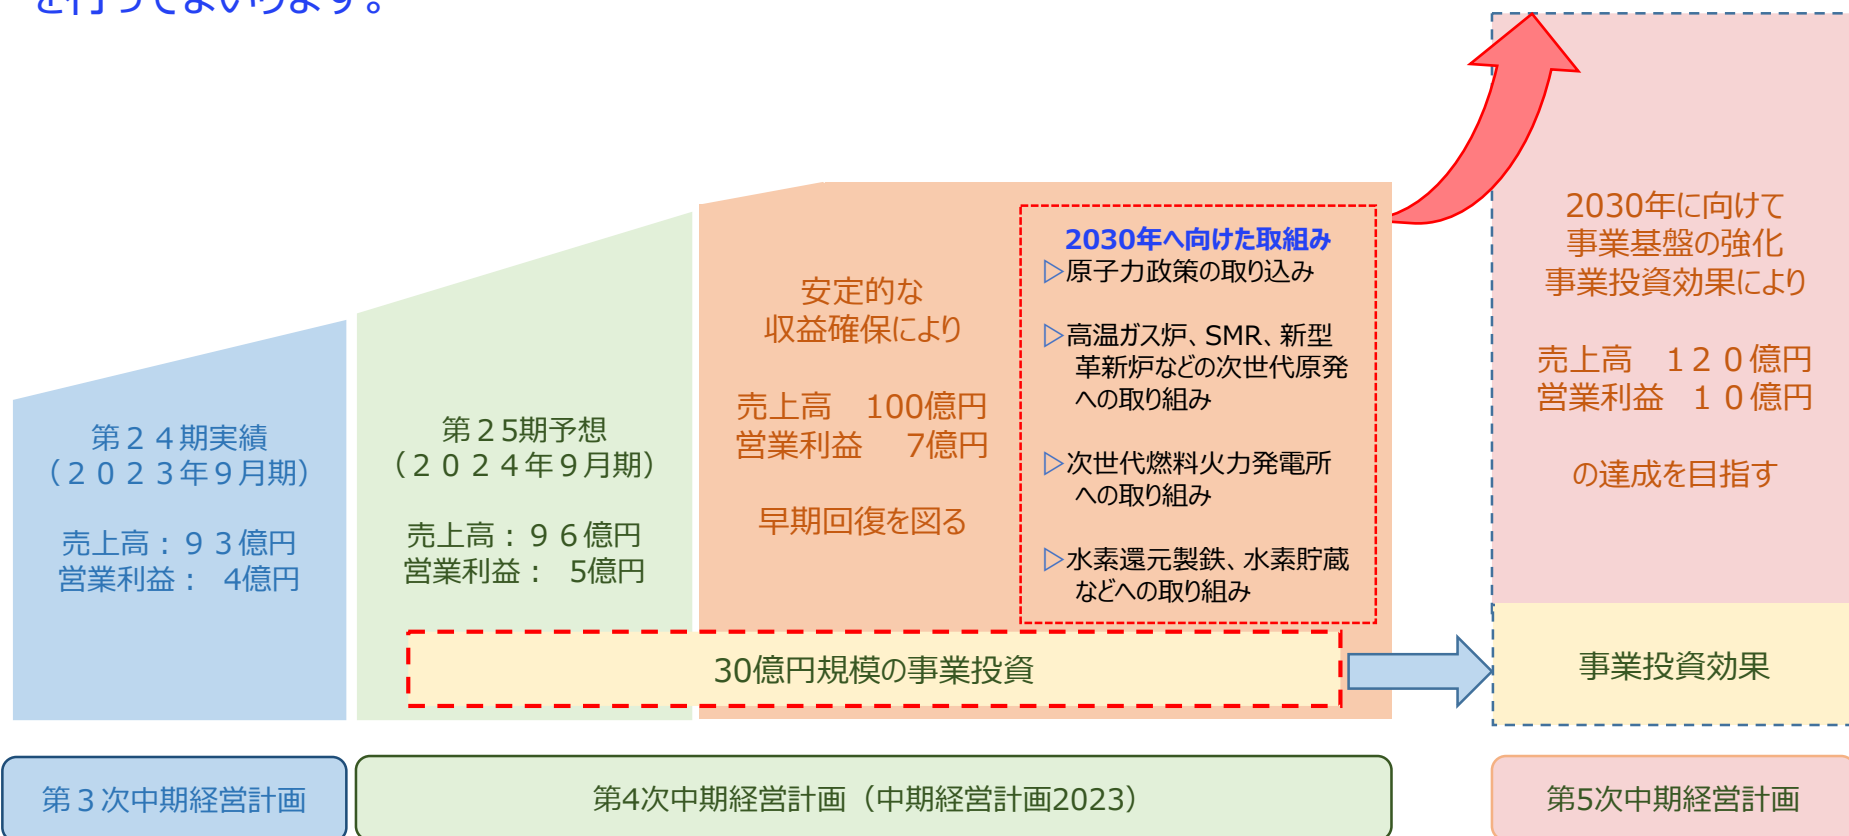 を行ってまいります。
第２４期実績
（２０２３年９月期）
売上高：９３億円
営業利益： 4億円
第２5期予想
（２０２４年９月期）
売上高：９６億円
営業利益： 5億円
安定的な
収益確保により
売上高 100億円
営業利益 7億円
早期回復を図る
2030年へ向けた取組み
▷原子力政策の取り込み
▷高温ガス炉、SMR、新型
革新炉などの次世代原発
への取り組み
▷次世代燃料火力発電所
への取り組み
▷水素還元製鉄、水素貯蔵
などへの取り組み
30億円規模の事業投資
2030年に向けて
事業基盤の強化
事業投資効果により
売上高 １２０億円
営業利益 １０億円
の達成を目指す
事業投資効果
第３次中期経営計画
第4次中期経営計画（中期経営計画2023）
第5次中期経営計画